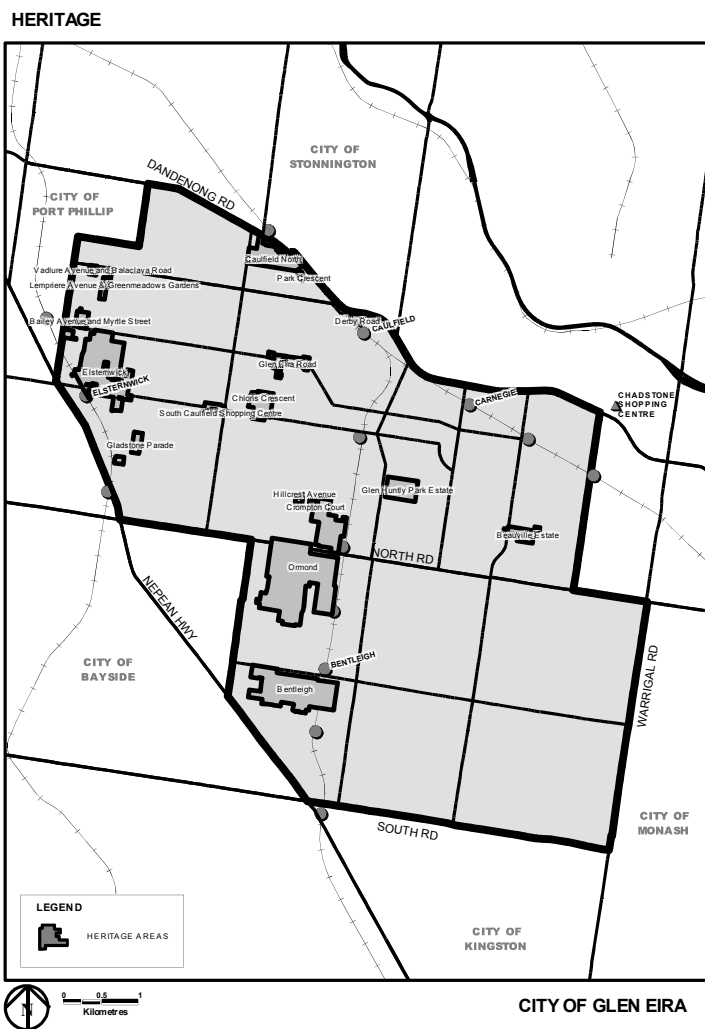 HERITAGE
CITY OF
STONNINGTON
DANDENONG RD
CITY OF
PORT PHILLIP
Caulfield North
Vadlure Avenue and Balaclava Road
Park Crescent
Lempriere Avenue & Greenmeadows Gardens
Bailey Avenue and Myrtle Street
Derby Road
CAULFIELD
Glen Eira Road
Elsternwick
ELSTERNWICK
CARNEGIE
CHADSTONE
SHOPPING
CENTRE
Chloris Crescent
South Caulfield Shopping Centre
Gladstone Parade
Glen Huntly Park Estate
Hillcrest Avenue
Crompton Court
Beauville Estate
NORTH RD
Ormond
NEPEAN HWY
CITY OF
BAYSIDE
BENTLEIGH
Bentleigh
WARRIGAL RD
CITY OF
MONASH
SOUTH RD
CITY OF
KINGSTON
LEGEND
HERITAGE AREAS
N
0 0.5 1
Kilometres
CITY OF GLEN EIRA